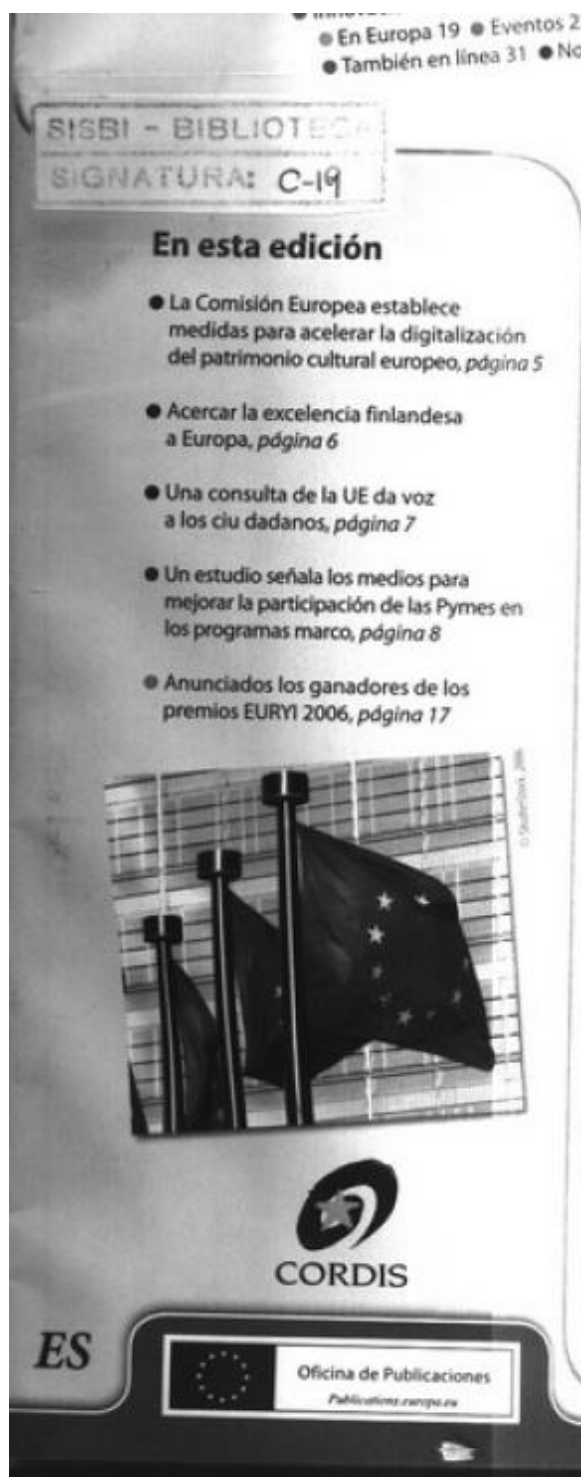 En Europa 19 ● Eventos 2
● También en línea 31 ● No
SISBI - BIBLIOTECA
SIGNATURA: C-19
En esta edición
● La Comisión Europea establece
medidas para acelerar la digitalización
del patrimonio cultural europeo, página 5
● Acercar la excelencia finlandesa
a Europa, página 6
● Una consulta de la UE da voz
a los ciu dadanos, página 7
● Un estudio señala los medios para
mejorar la participación de las Pymes en
los programas marco, página 8
● Anunciados los ganadores de los
premios EURYI 2006, página 17
© Shutterstock, 2006
CORDIS
ES
Oficina de Publicaciones
Publications.europa.eu